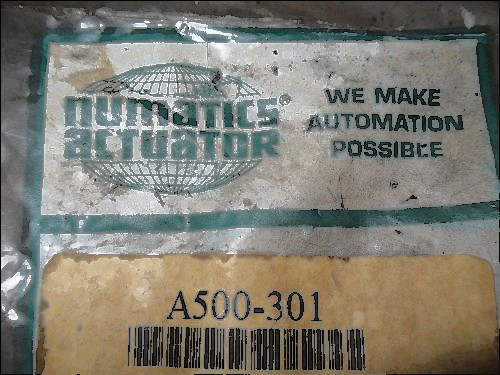 numatics®
actuator
WE MAKE
AUTOMATION
POSSIBLE
A500-301